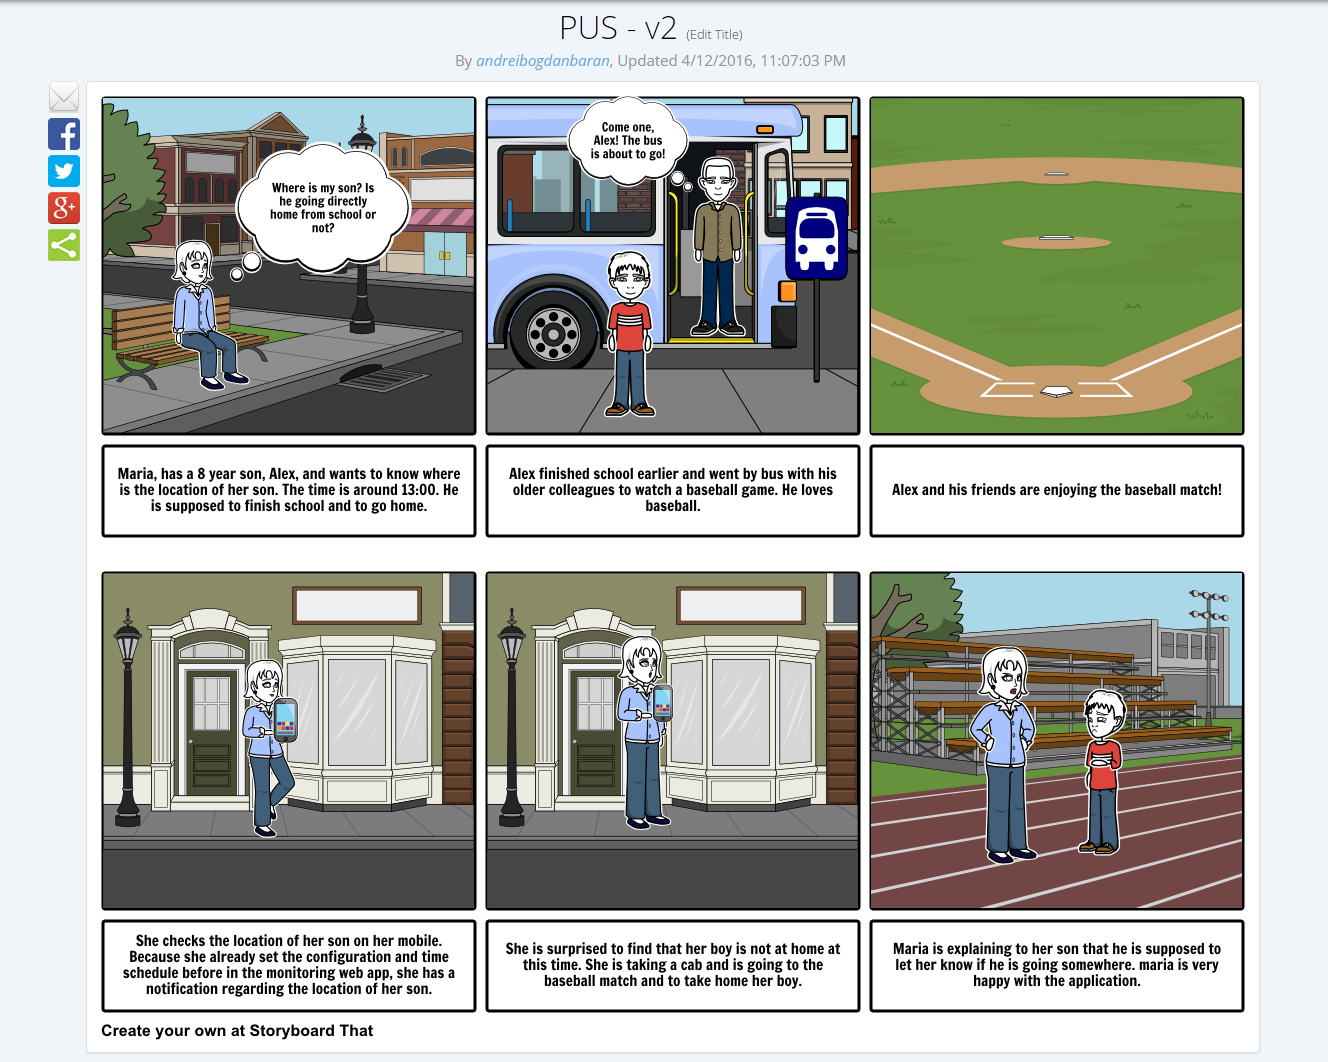 PUS - v2 (Edit Title)
By andreibogdanbaran, Updated 4/12/2016, 11:07:03 PM
Where is my son? Is
he going directly
home from school or
not?
Come one,
Alex! The bus
is about to go!
Maria, has a 8 year son, Alex, and wants to know where
is the location of her son. The time is around 13:00. He
is supposed to finish school and to go home.
Alex finished school earlier and went by bus with his
older colleagues to watch a baseball game. He loves
baseball.
Alex and his friends are enjoying the baseball match!
She checks the location of her son on her mobile.
Because she already set the configuration and time
schedule before in the monitoring web app, she has a
notification regarding the location of her son.
She is surprised to find that her boy is not at home at
this time. She is taking a cab and is going to the
baseball match and to take home her boy.
Maria is explaining to her son that he is supposed to
let her know if he is going somewhere. maria is very
happy with the application.
Create your own at Storyboard That